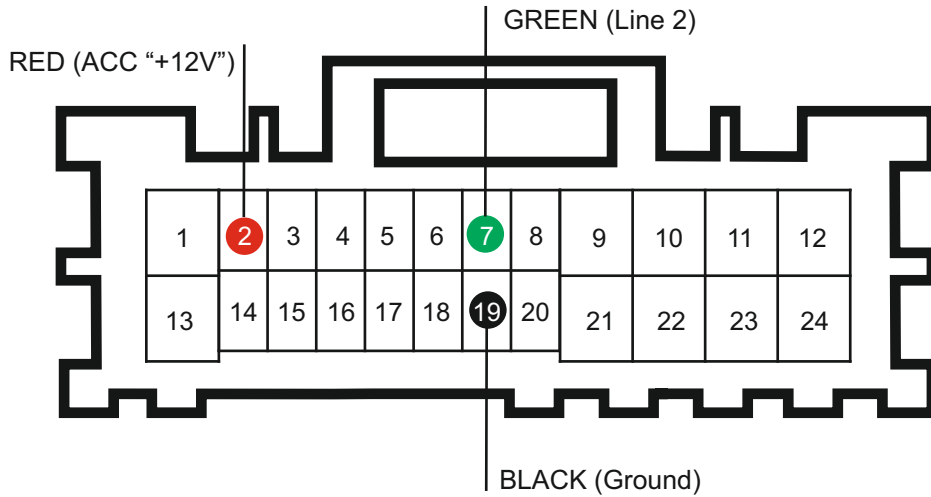 GREEN (Line 2)
RED (ACC “+12V”)
1 2 3 4 5 6 7 8 9 10 11 12
13 14 15 16 17 18 19 20 21 22 23 24
BLACK (Ground)